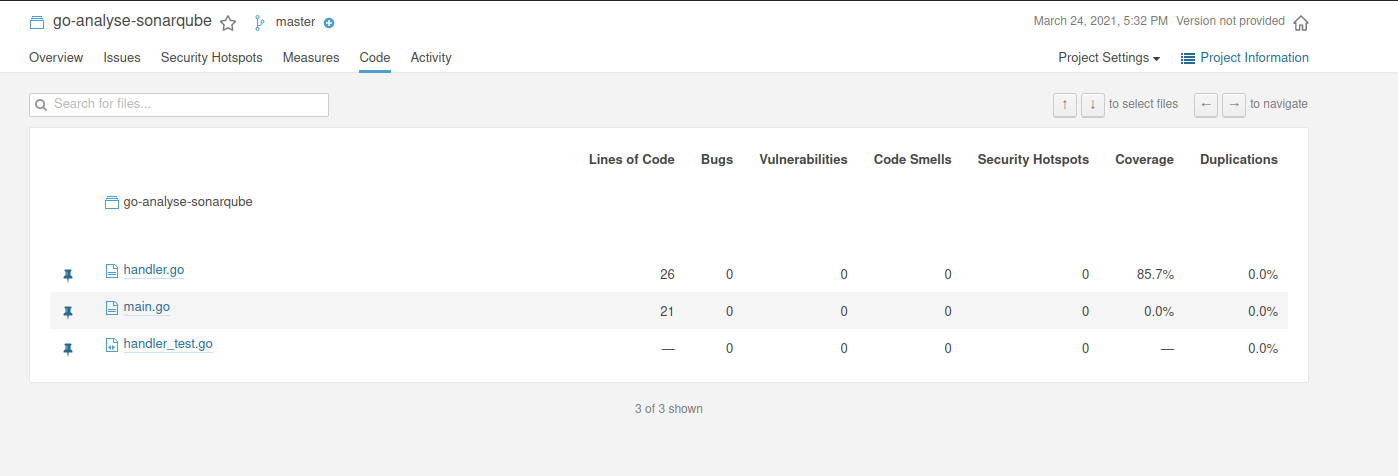 go-analyse-sonarqube master March 24, 2021, 5:32 PM Version not provided
Overview Issues Security Hotspots Measures Code Activity Project Settings Project Information
Search for files... ↑ ↓ to select files ← → to navigate
Lines of Code Bugs Vulnerabilities Code Smells Security Hotspots Coverage Duplications
go-analyse-sonarqube
handler.go 26 0 0 0 0 85.7% 0.0%
main.go 21 0 0 0 0 0.0% 0.0%
handler_test.go — 0 0 0 0 — 0.0%
3 of 3 shown